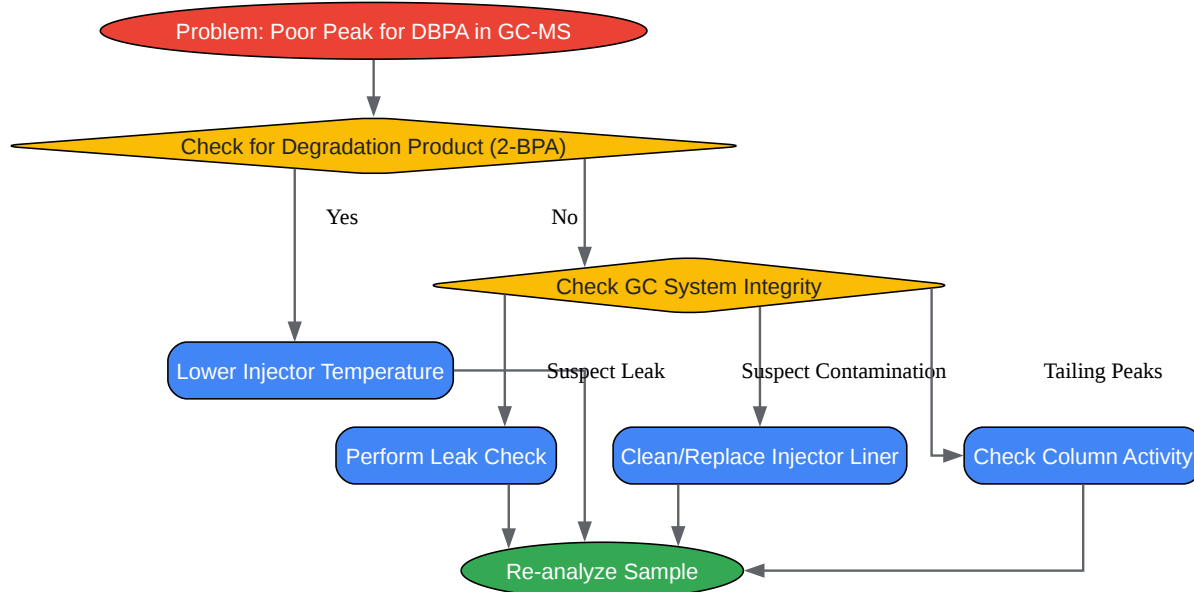 Problem: Poor Peak for DBPA in GC-MS
Check for Degradation Product (2-BPA)
Yes
No
Check GC System Integrity
Lower Injector Temperature
Suspect Leak
Suspect Contamination
Tailing Peaks
Perform Leak Check
Clean/Replace Injector Liner
Check Column Activity
Re-analyze Sample